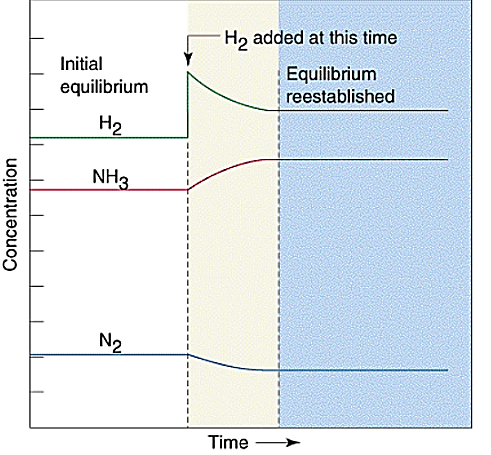 H₂ added at this time
Initial
equilibrium
Equilibrium
reestablished
H₂
NH₃
Concentration
N₂
Time